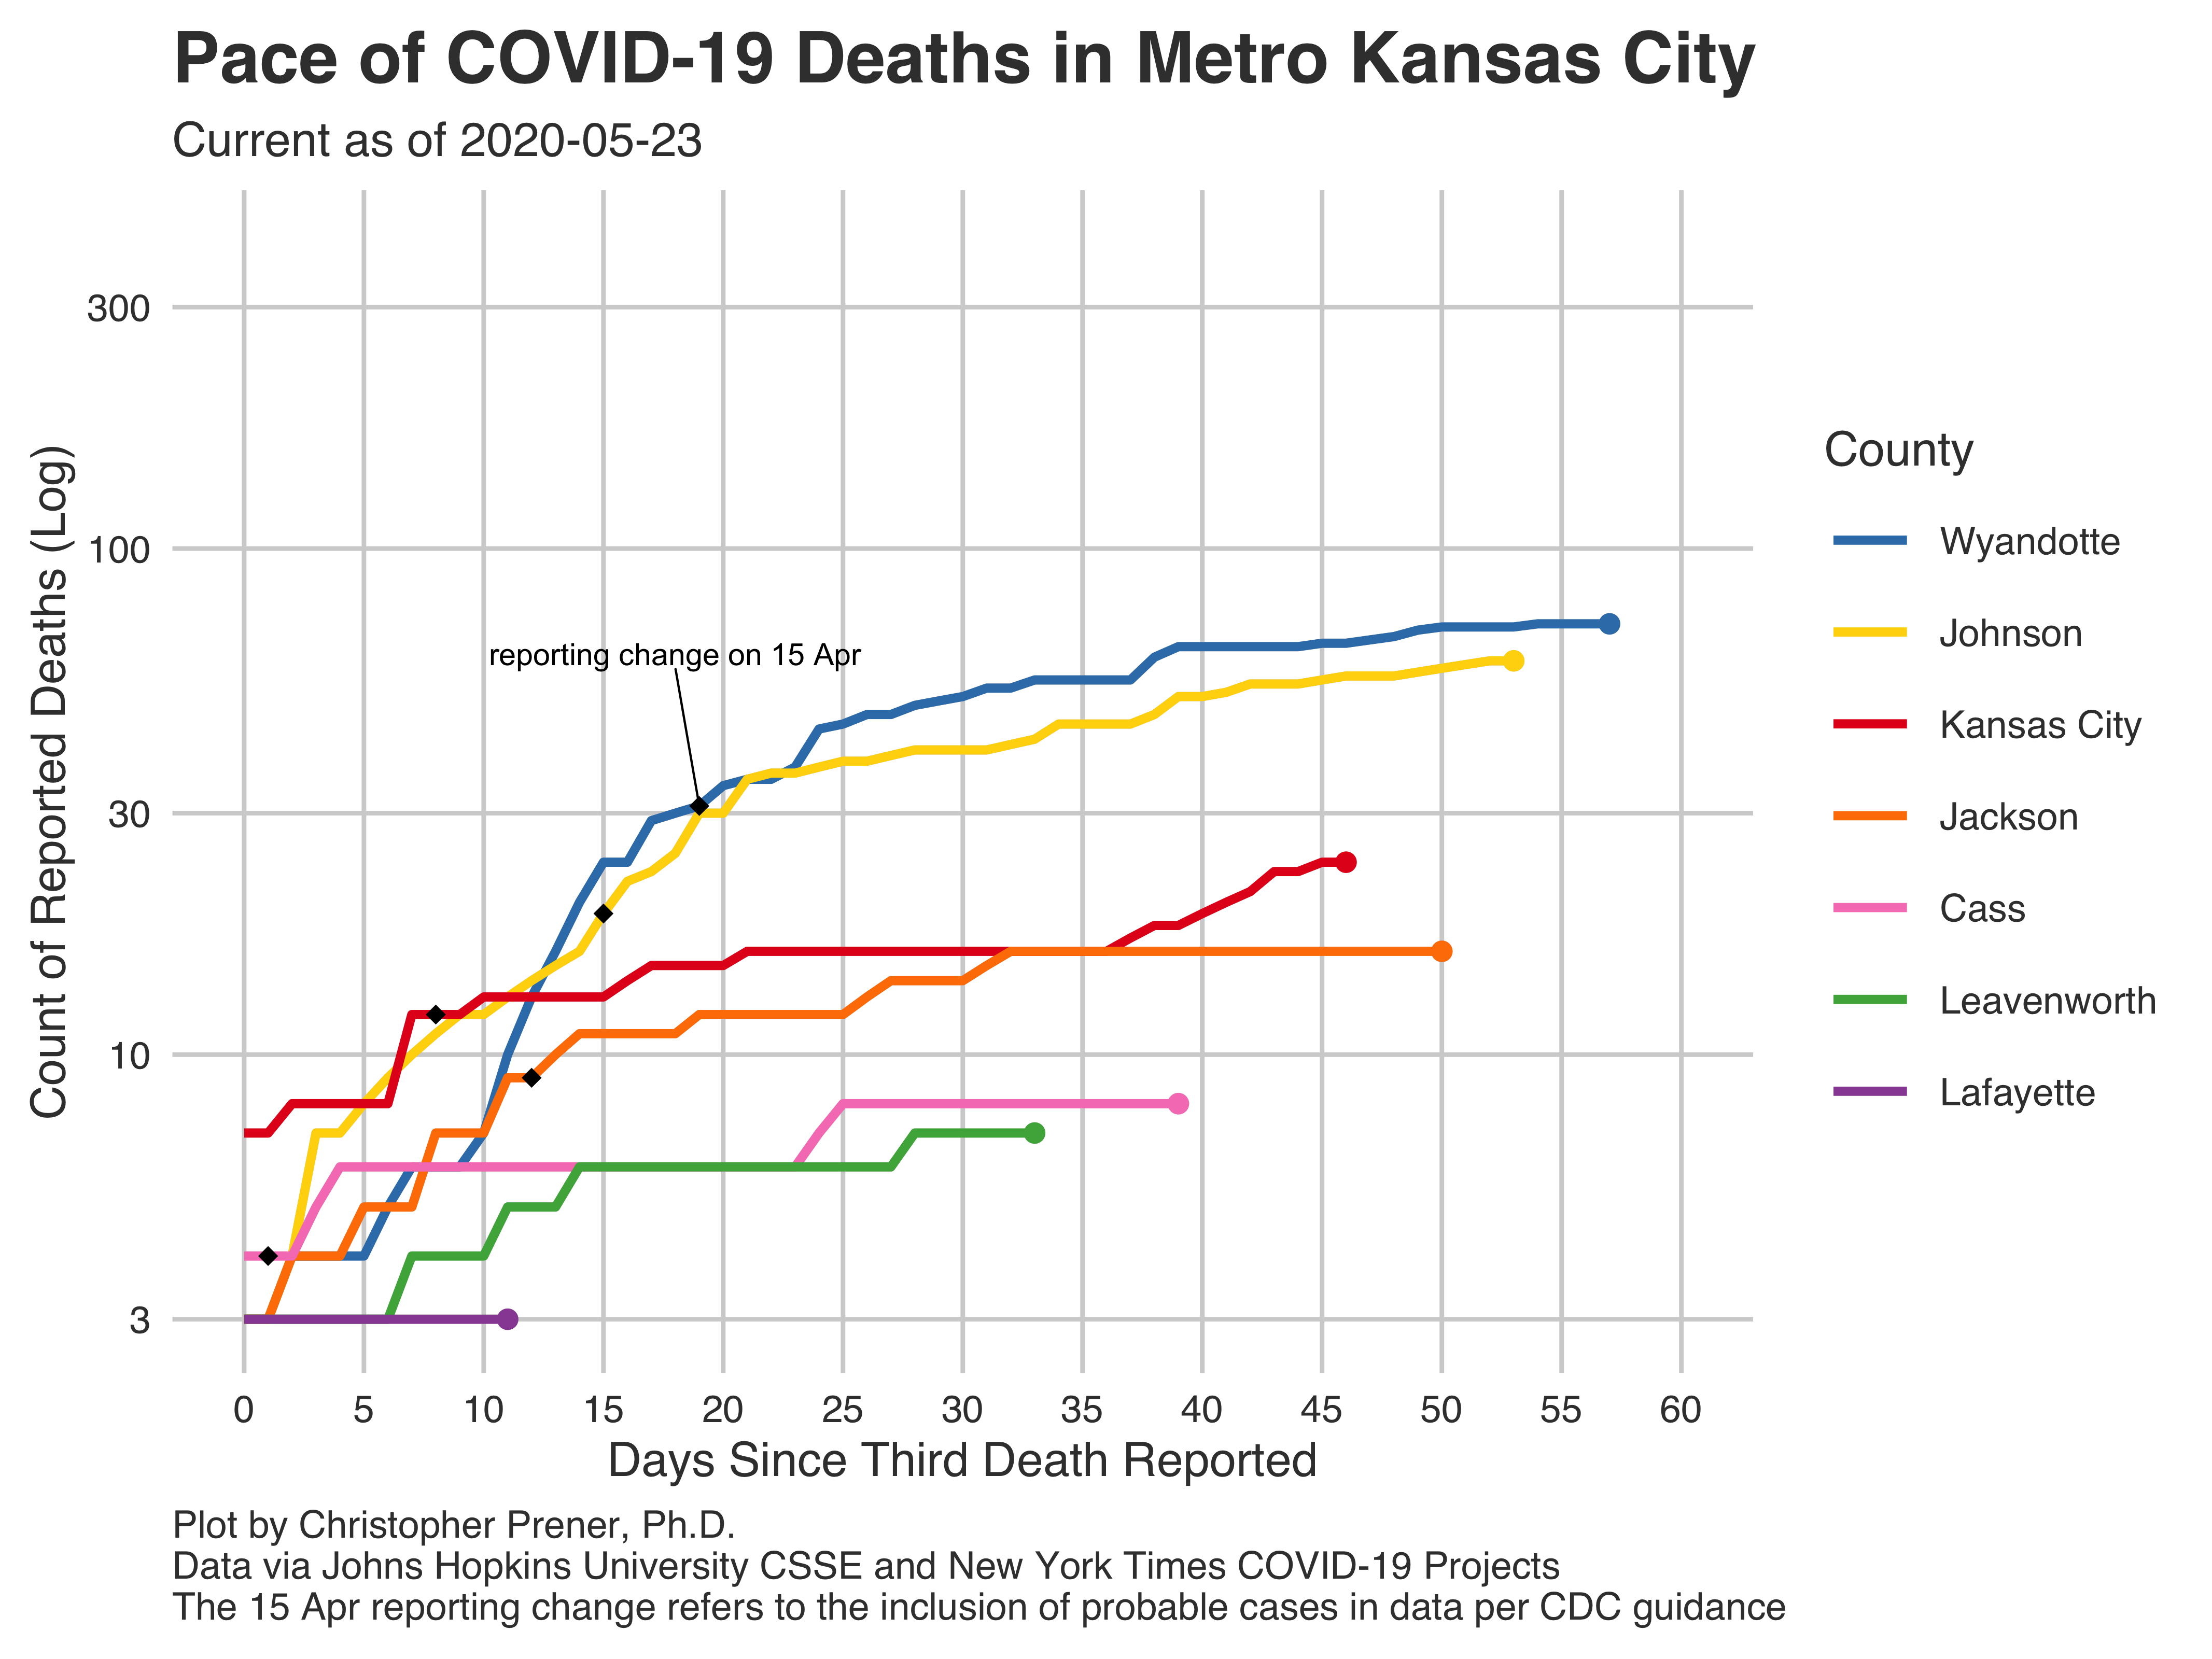 Pace of COVID-19 Deaths in Metro Kansas City
Current as of 2020-05-23
Count of Reported Deaths (Log)
300
100
30
10
3
reporting change on 15 Apr
0 5 10 15 20 25 30 35 40 45 50 55 60
Days Since Third Death Reported
County
Wyandotte
Johnson
Kansas City
Jackson
Cass
Leavenworth
Lafayette
Plot by Christopher Prener, Ph.D.
Data via Johns Hopkins University CSSE and New York Times COVID-19 Projects
The 15 Apr reporting change refers to the inclusion of probable cases in data per CDC guidance